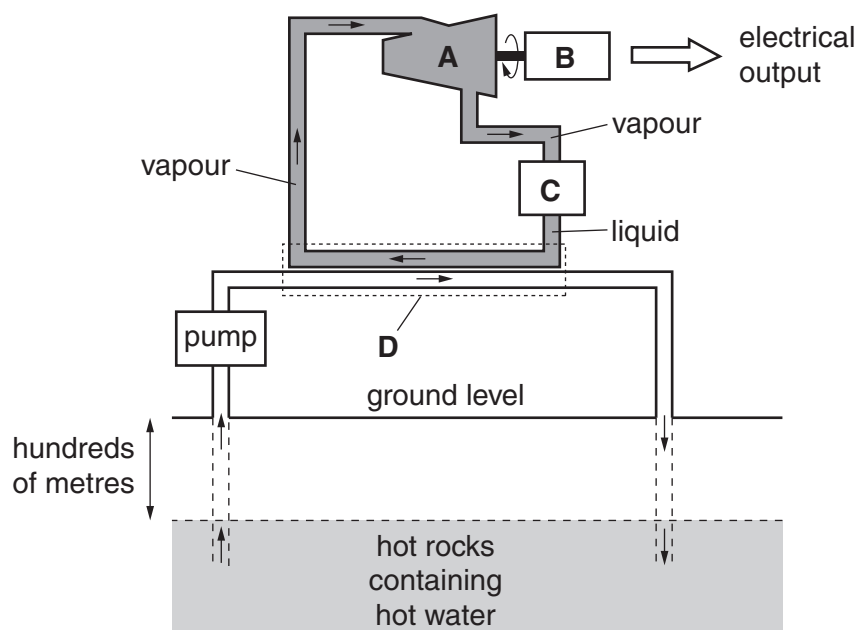 A
B
electrical
output
vapour
vapour
C
liquid
pump
D
ground level
hundreds
of metres
hot rocks
containing
hot water